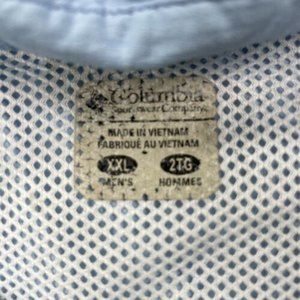 Columbia
Sportswear Company
MADE IN VIETNAM
FABRIQUÉ AU VIETNAM
XXL 2TG
MEN'S HOMMES